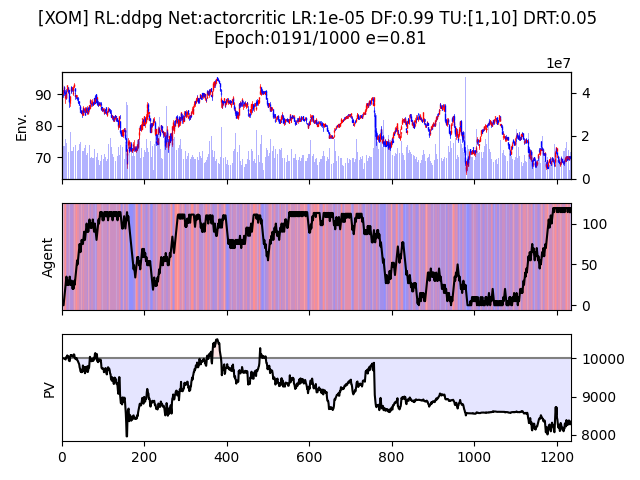 [XOM] RL:ddpg Net:actorcritic LR:1e-05 DF:0.99 TU:[1,10] DRT:0.05
Epoch:0191/1000 e=0.81
1e7
Env.
90
80
70
4
2
0
Agent
100
50
0
PV
10000
9000
8000
0 200 400 600 800 1000 1200